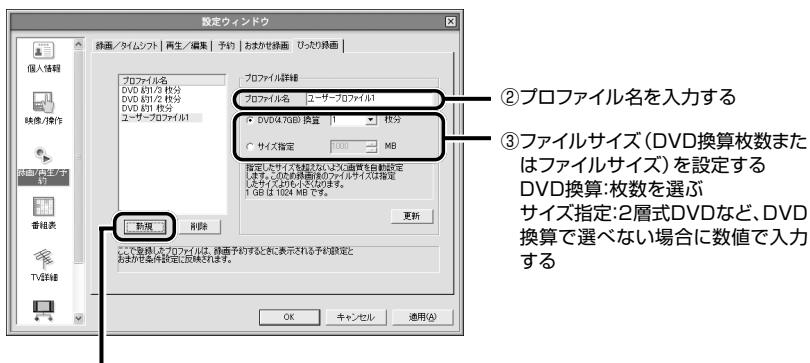 設定ウィンドウ
録画/タイムシフト 再生/編集 予約 おまかせ録画 ぴったり録画
個人情報
映像/操作
録画/再生/予約
番組表
TV詳細
プロファイル名
DVD 約1/3 枚分
DVD 約1/2 枚分
DVD 約1 枚分
ユーザープロファイル1
新規 削除
プロファイル詳細
プロファイル名 ユーザープロファイル1
DVD(4.7GB) 換算 1 枚分
サイズ指定 1000 MB
指定したサイズを超えないように画質を自動設定
します。このため録画後のファイルサイズは指定
したサイズよりも小さくなります。
1 GB は 1024 MB です。
更新
ここで登録したプロファイルは、録画予約するときに表示される予約設定と
おまかせ条件設定に反映されます。
OK キャンセル 適用(A)
②プロファイル名を入力する
③ファイルサイズ(DVD換算枚数また
はファイルサイズ)を設定する
DVD換算:枚数を選ぶ
サイズ指定:2層式DVDなど、DVD
換算で選べない場合に数値で入力
する